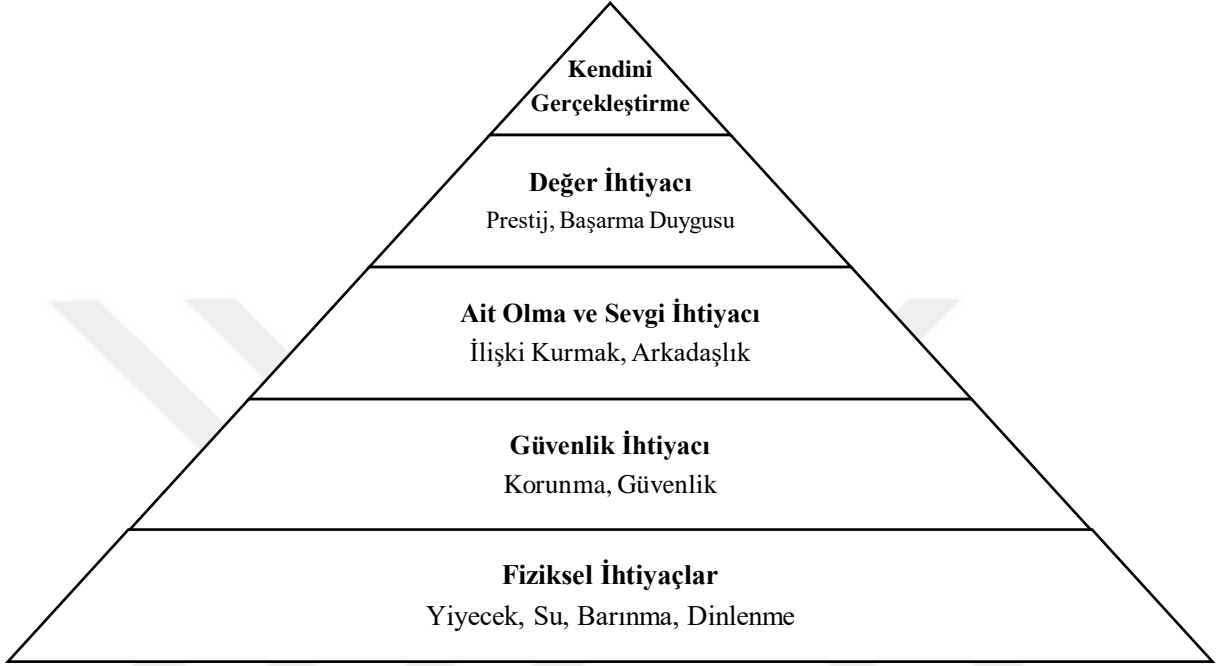 Kendini
Gerçekleştirme
Değer İhtiyacı
Prestij, Başarma Duygusu
Ait Olma ve Sevgi İhtiyacı
İlişki Kurmak, Arkadaşlık
Güvenlik İhtiyacı
Korunma, Güvenlik
Fiziksel İhtiyaçlar
Yiyecek, Su, Barınma, Dinlenme